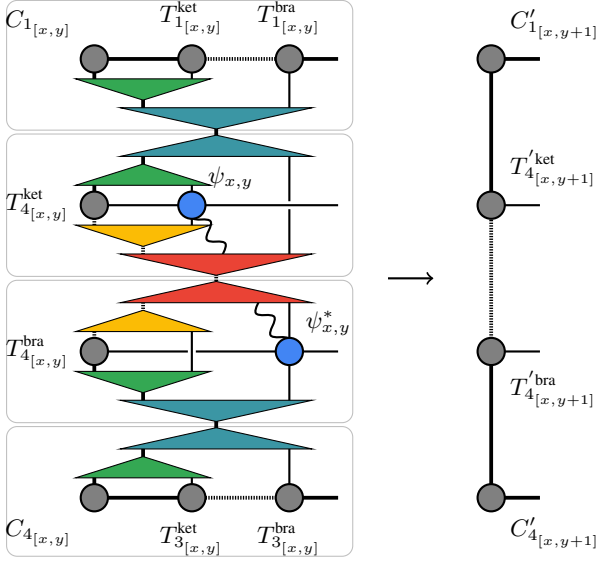 C_{1_{[x,y]}} T^{ket}_{1_{[x,y]}} T^{bra}_{1_{[x,y]}} C'_{1_{[x,y+1]}}
T^{ket}_{4_{[x,y]}} ψ_{x,y} T'^{ket}_{4_{[x,y+1]}}
T^{bra}_{4_{[x,y]}} ψ^*_{x,y} T'^{bra}_{4_{[x,y+1]}}
C_{4_{[x,y]}} T^{ket}_{3_{[x,y]}} T^{bra}_{3_{[x,y]}} C'_{4_{[x,y+1]}}